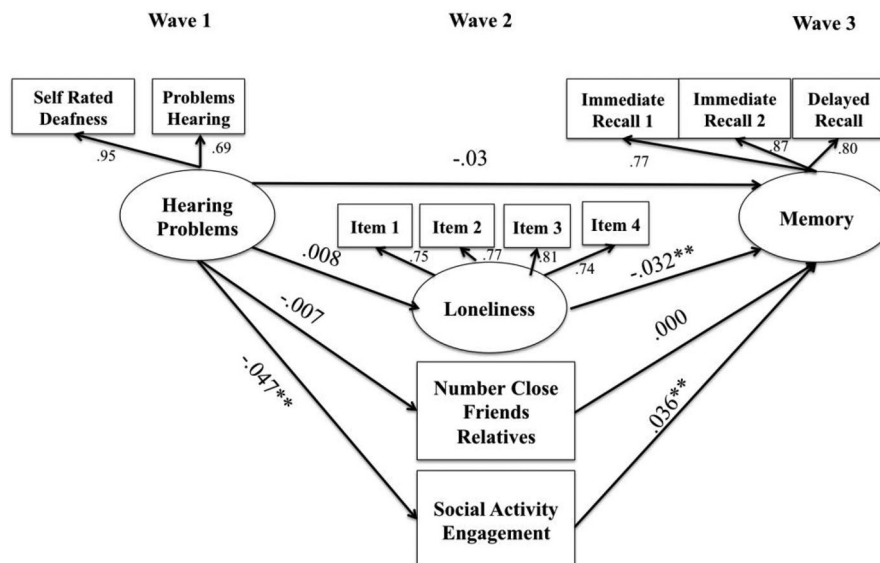 Wave 1
Wave 2
Wave 3
Self Rated
Deafness
Problems
Hearing
Immediate
Recall 1
Immediate
Recall 2
Delayed
Recall
.95
.69
.77
.87
.80
-.03
Hearing
Problems
Item 1
Item 2
Item 3
Item 4
Memory
.75
.77
.81
.74
.008
-.032**
Loneliness
-.007
.000
-.047**
Number Close
Friends
Relatives
.036**
Social Activity
Engagement